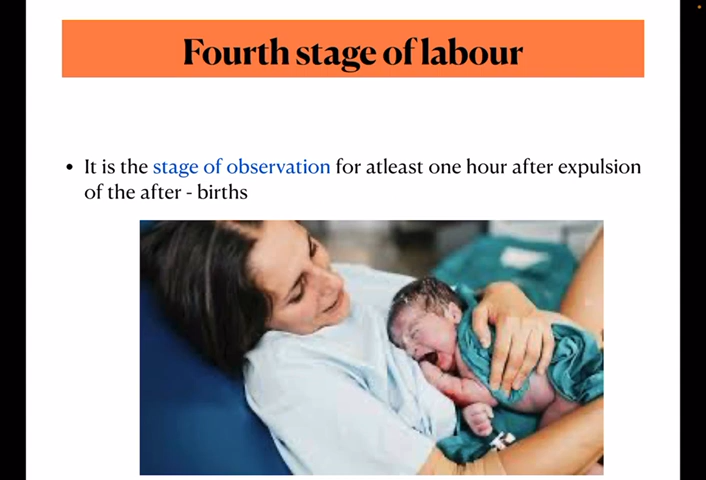 Fourth stage of labour
• It is the stage of observation for atleast one hour after expulsion
of the after - births